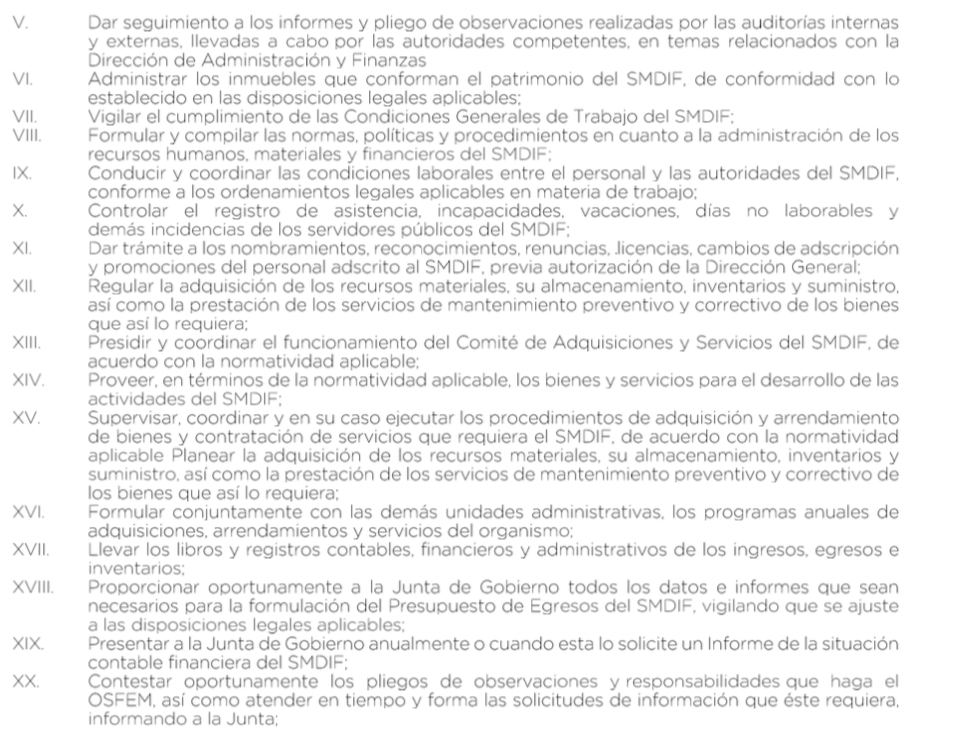 V. Dar seguimiento a los informes y pliego de observaciones realizadas por las auditorías internas
y externas, llevadas a cabo por las autoridades competentes, en temas relacionados con la
Dirección de Administración y Finanzas
VI. Administrar los inmuebles que conforman el patrimonio del SMDIF, de conformidad con lo
establecido en las disposiciones legales aplicables;
VII. Vigilar el cumplimiento de las Condiciones Generales de Trabajo del SMDIF;
VIII. Formular y compilar las normas, políticas y procedimientos en cuanto a la administración de los
recursos humanos, materiales y financieros del SMDIF;
IX. Conducir y coordinar las condiciones laborales entre el personal y las autoridades del SMDIF,
conforme a los ordenamientos legales aplicables en materia de trabajo;
X. Controlar el registro de asistencia, incapacidades, vacaciones, días no laborables y
demás incidencias de los servidores públicos del SMDIF;
XI. Dar trámite a los nombramientos, reconocimientos, renuncias, .licencias, cambios de adscripción
y promociones del personal adscrito al SMDIF, previa autorización de la Dirección General;
XII. Regular la adquisición de los recursos materiales, su almacenamiento, inventarios y suministro,
así como la prestación de los servicios de mantenimiento preventivo y correctivo de los bienes
que así lo requiera;
XIII. Presidir y coordinar el funcionamiento del Comité de Adquisiciones y Servicios del SMDIF, de
acuerdo con la normatividad aplicable;
XIV. Proveer, en términos de la normatividad aplicable, los bienes y servicios para el desarrollo de las
actividades del SMDIF;
XV. Supervisar, coordinar y en su caso ejecutar los procedimientos de adquisición y arrendamiento
de bienes y contratación de servicios que requiera el SMDIF, de acuerdo con la normatividad
aplicable Planear la adquisición de los recursos materiales, su almacenamiento, inventarios y
suministro, así como la prestación de los servicios de mantenimiento preventivo y correctivo de
los bienes que así lo requiera;
XVI. Formular conjuntamente con las demás unidades administrativas, los programas anuales de
adquisiciones, arrendamientos y servicios del organismo;
XVII. Llevar los libros y registros contables, financieros y administrativos de los ingresos, egresos e
inventarios;
XVIII. Proporcionar oportunamente a la Junta de Gobierno todos los datos e informes que sean
necesarios para la formulación del Presupuesto de Egresos del SMDIF, vigilando que se ajuste
a las disposiciones legales aplicables;
XIX. Presentar a la Junta de Gobierno anualmente o cuando esta lo solicite un Informe de la situación
contable financiera del SMDIF;
XX. Contestar oportunamente los pliegos de observaciones y responsabilidades que haga el
OSFEM, así como atender en tiempo y forma las solicitudes de información que éste requiera,
informando a la Junta;